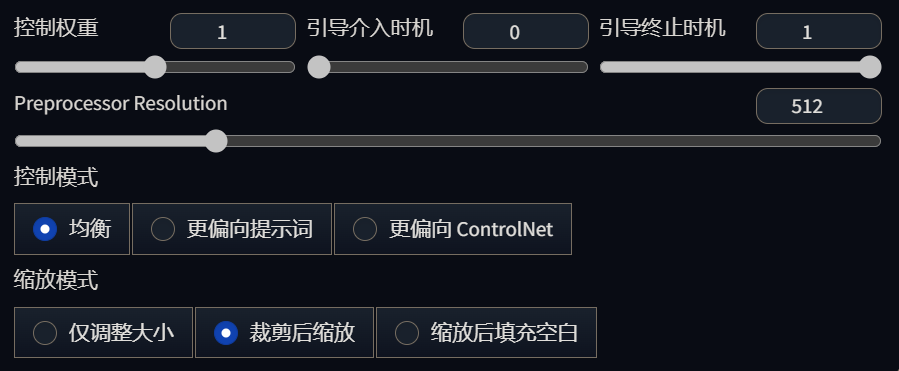 控制权重 1 引导介入时机 0 引导终止时机 1
Preprocessor Resolution 512
控制模式
均衡 更偏向提示词 更偏向 ControlNet
缩放模式
仅调整大小 裁剪后缩放 缩放后填充空白